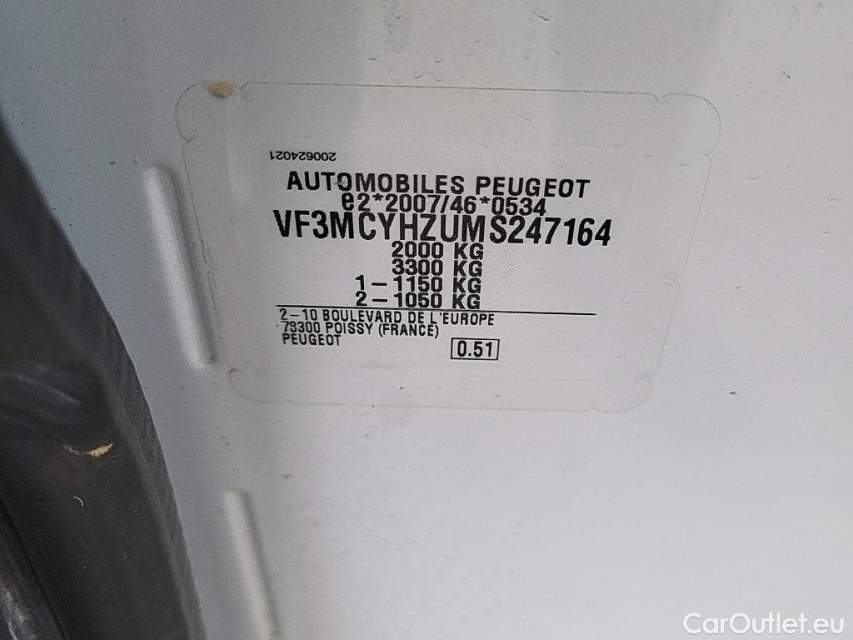 200624021
AUTOMOBILES PEUGEOT
e2*2007/46*0534
VF3MCYHZUMS247164
2000 KG
3300 KG
1-1150 KG
2-1050 KG
2-10 BOULEVARD DE L'EUROPE
78300 POISSY (FRANCE)
PEUGEOT
0.51
CarOutlet.eu